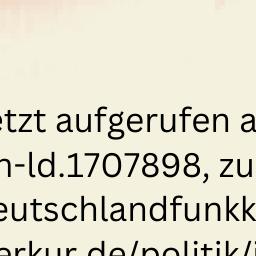 etzt aufgerufen a
n-ld.1707898, zu
eutschlandfunkk
erkur.de/politik/i